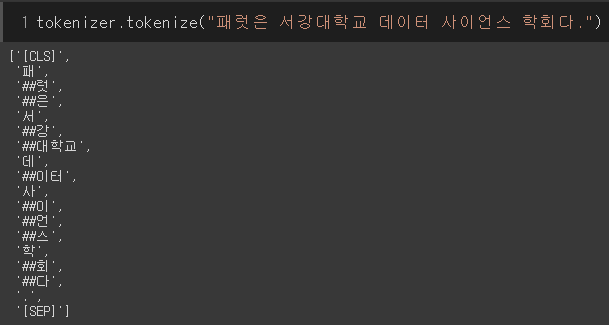 1 tokenizer.tokenize("패럿은 서강대학교 데이터 사이언스 학회다.")
['[CLS]',
'패',
'##럿',
'##은',
'서',
'##강',
'##대학교',
'데',
'##이터',
'사',
'##이',
'##언',
'##스',
'학',
'##회',
'##다',
'.',
'[SEP]']